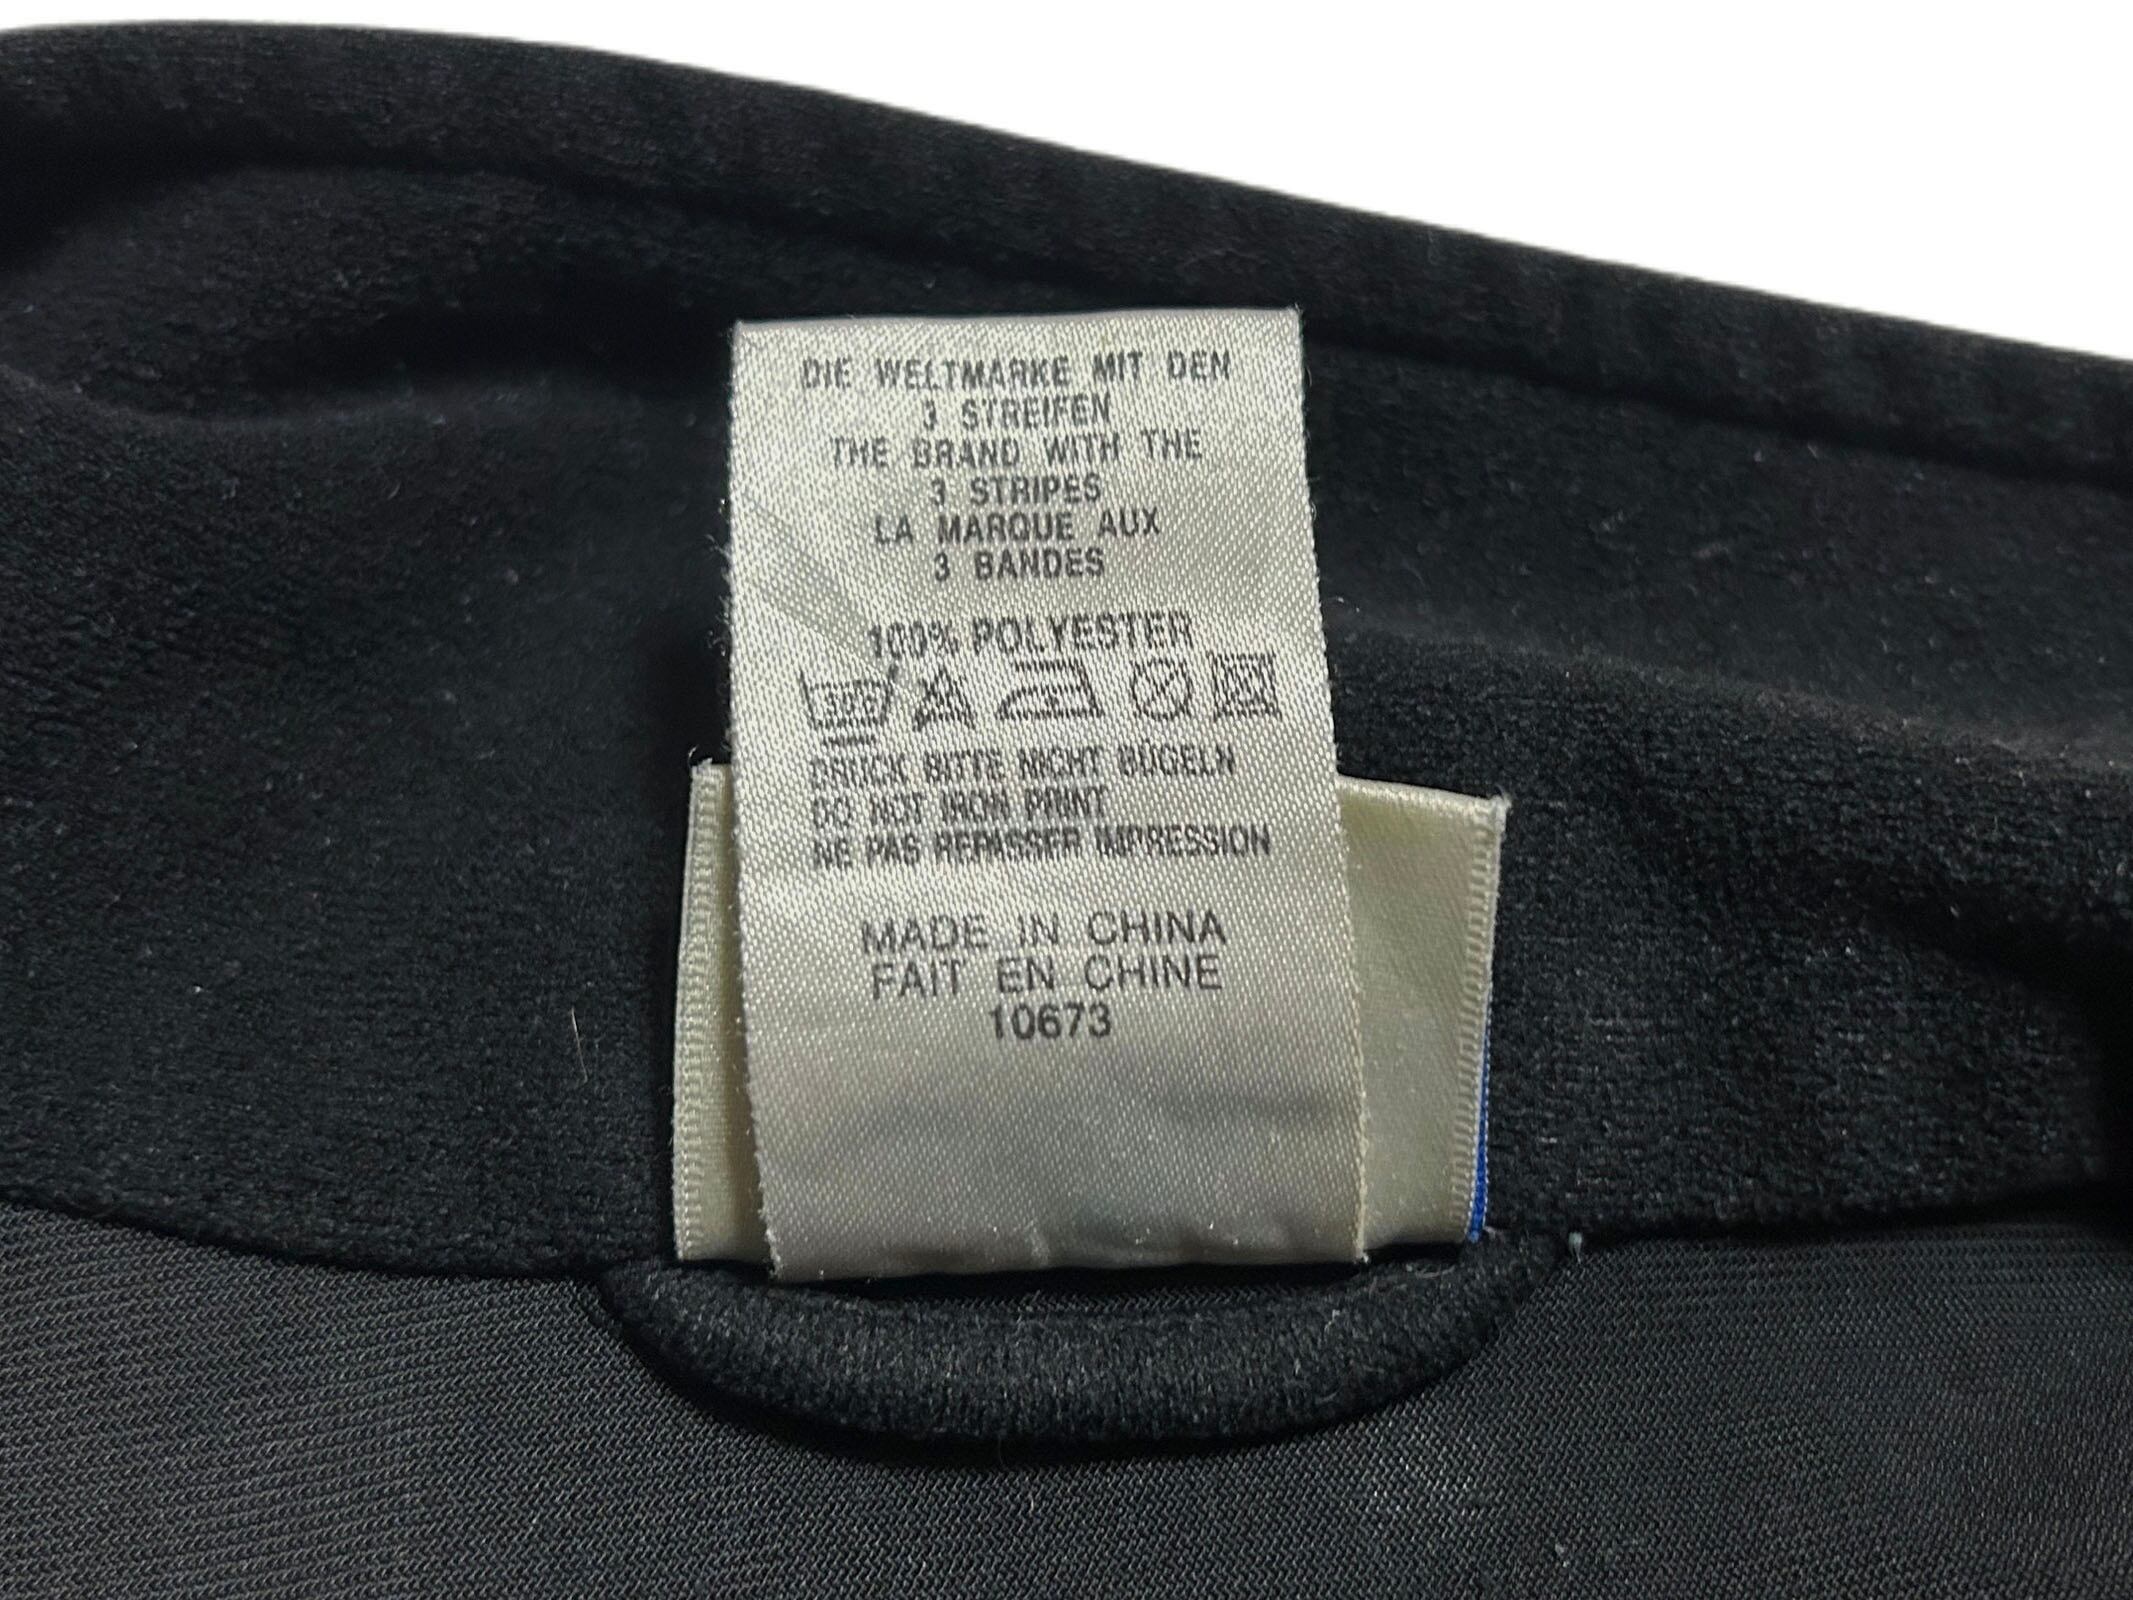 DIE WELTMARKE MIT DEN
3 STREIFEN
THE BRAND WITH THE
3 STRIPES
LA MARQUE AUX
3 BANDES
100% POLYESTER
30°
DRUCK BITTE NICHT BÜGELN
DO NOT IRON PRINT
NE PAS REPASSER IMPRESSION
MADE IN CHINA
FAIT EN CHINE
10673